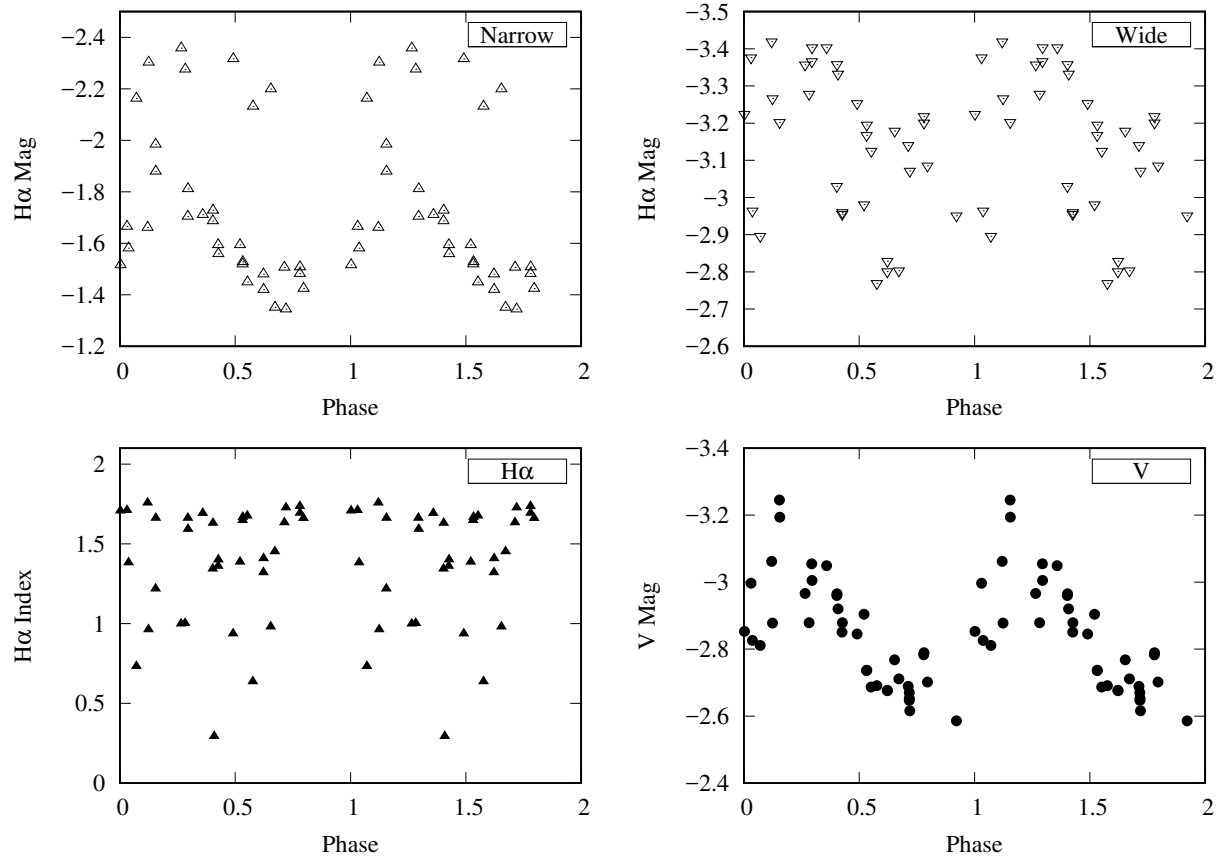 Narrow
Hα Mag
−2.4
−2.2
−2
−1.8
−1.6
−1.4
−1.2
0 0.5 1 1.5 2
Phase
Wide
Hα Mag
−3.5
−3.4
−3.3
−3.2
−3.1
−3
−2.9
−2.8
−2.7
−2.6
0 0.5 1 1.5 2
Phase
Hα
Hα Index
2
1.5
1
0.5
0
0 0.5 1 1.5 2
Phase
V
V Mag
−3.4
−3.2
−3
−2.8
−2.6
−2.4
0 0.5 1 1.5 2
Phase